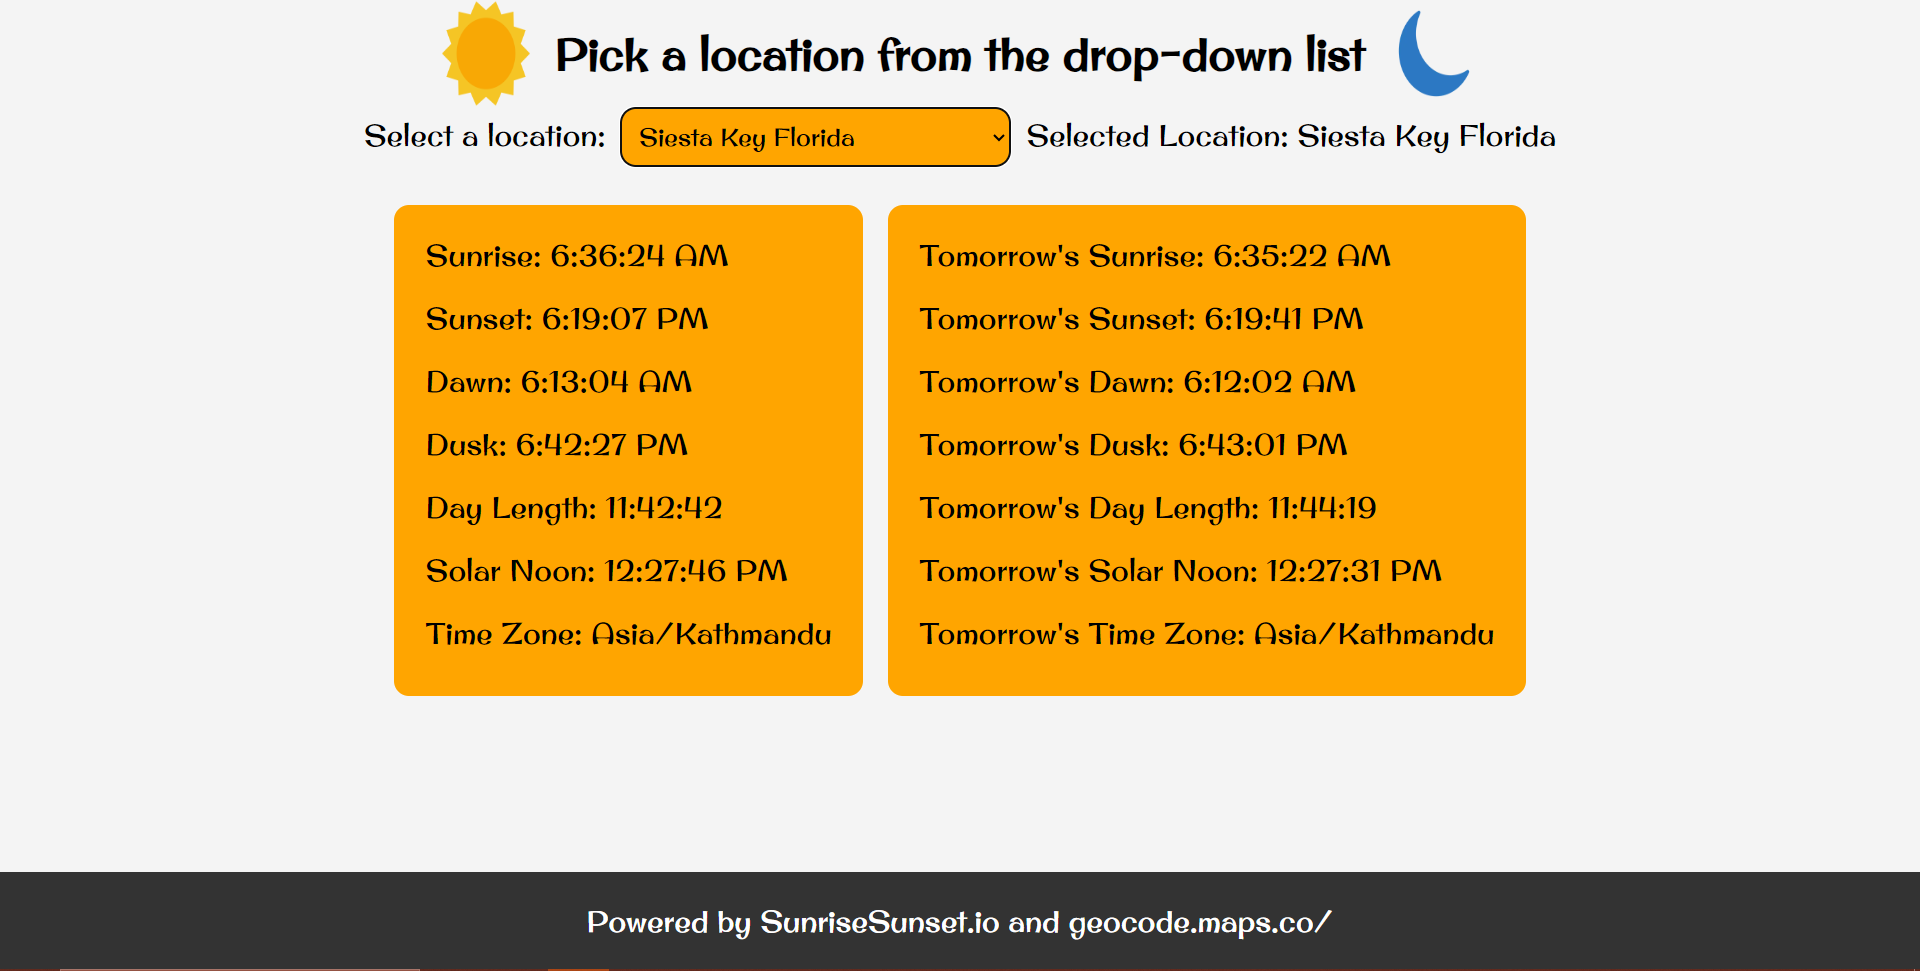 Pick a location from the drop-down list
Select a location: Siesta Key Florida Selected Location: Siesta Key Florida
Sunrise: 6:36:24 AM
Sunset: 6:19:07 PM
Dawn: 6:13:04 AM
Dusk: 6:42:27 PM
Day Length: 11:42:42
Solar Noon: 12:27:46 PM
Time Zone: Asia/Kathmandu
Tomorrow's Sunrise: 6:35:22 AM
Tomorrow's Sunset: 6:19:41 PM
Tomorrow's Dawn: 6:12:02 AM
Tomorrow's Dusk: 6:43:01 PM
Tomorrow's Day Length: 11:44:19
Tomorrow's Solar Noon: 12:27:31 PM
Tomorrow's Time Zone: Asia/Kathmandu
Powered by SunriseSunset.io and geocode.maps.co/